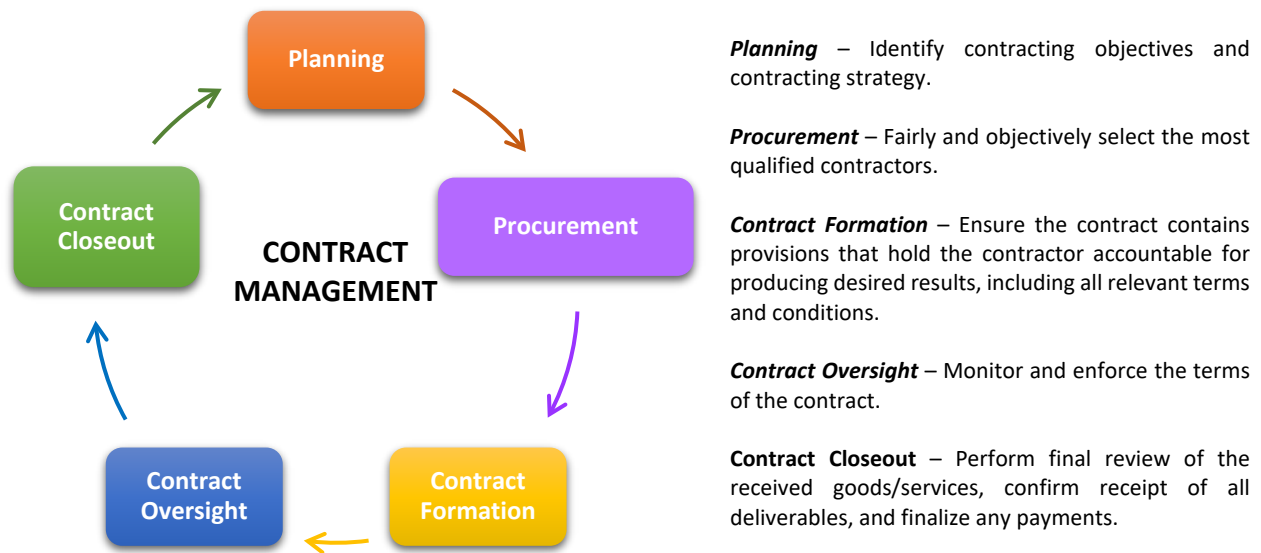 Planning
Procurement
Contract
Closeout
CONTRACT
MANAGEMENT
Contract
Oversight
Contract
Formation
Planning – Identify contracting objectives and
contracting strategy.
Procurement – Fairly and objectively select the most
qualified contractors.
Contract Formation – Ensure the contract contains
provisions that hold the contractor accountable for
producing desired results, including all relevant terms
and conditions.
Contract Oversight – Monitor and enforce the terms
of the contract.
Contract Closeout – Perform final review of the
received goods/services, confirm receipt of all
deliverables, and finalize any payments.